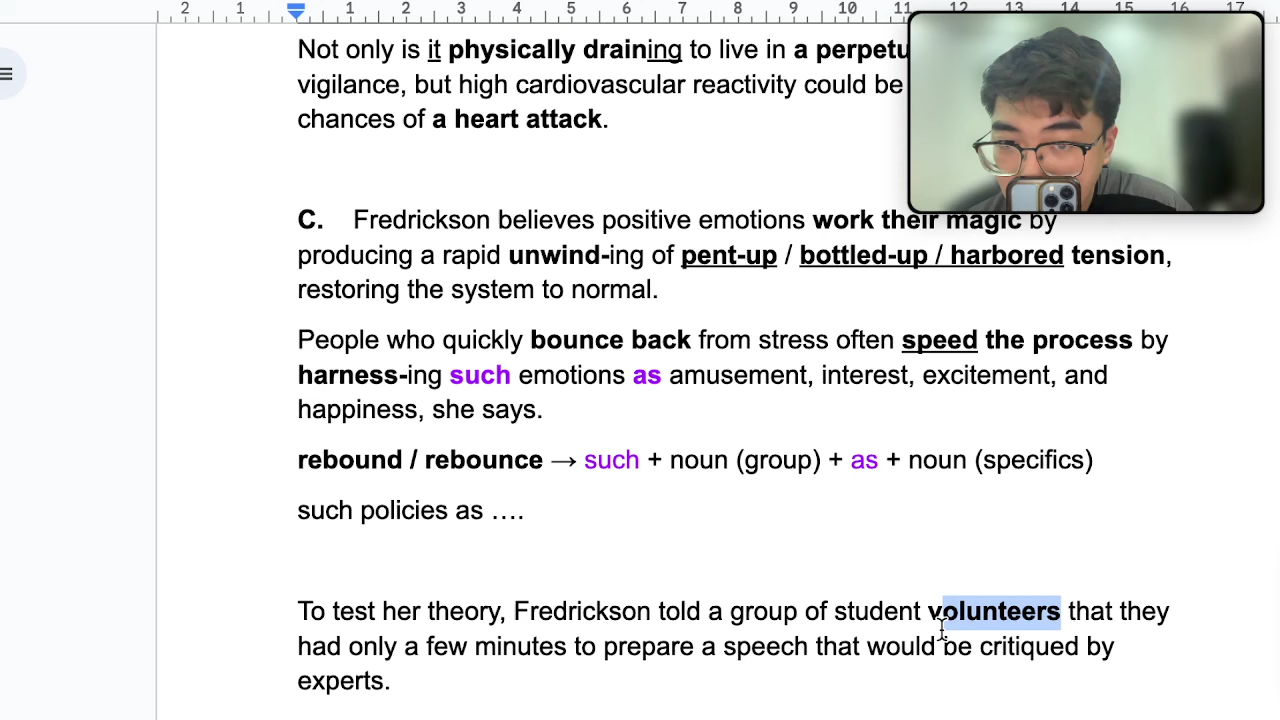 2 1 1 2 3 4 5 6 7 8 9 10 11 12 13 14 15 16 17
Not only is it physically draining to live in a
vigilance, but high cardiovascular reactivity could be
chances of a heart attack.
C. Fredrickson believes positive emotions work their magic by
producing a rapid unwind-ing of pent-up / bottled-up / harbored tension,
restoring the system to normal.
People who quickly bounce back from stress often speed the process by
harness-ing such emotions as amusement, interest, excitement, and
happiness, she says.
rebound / rebounce → such + noun (group) + as + noun (specifics)
such policies as ….
To test her theory, Fredrickson told a group of student volunteers that they
had only a few minutes to prepare a speech that would be critiqued by
experts.